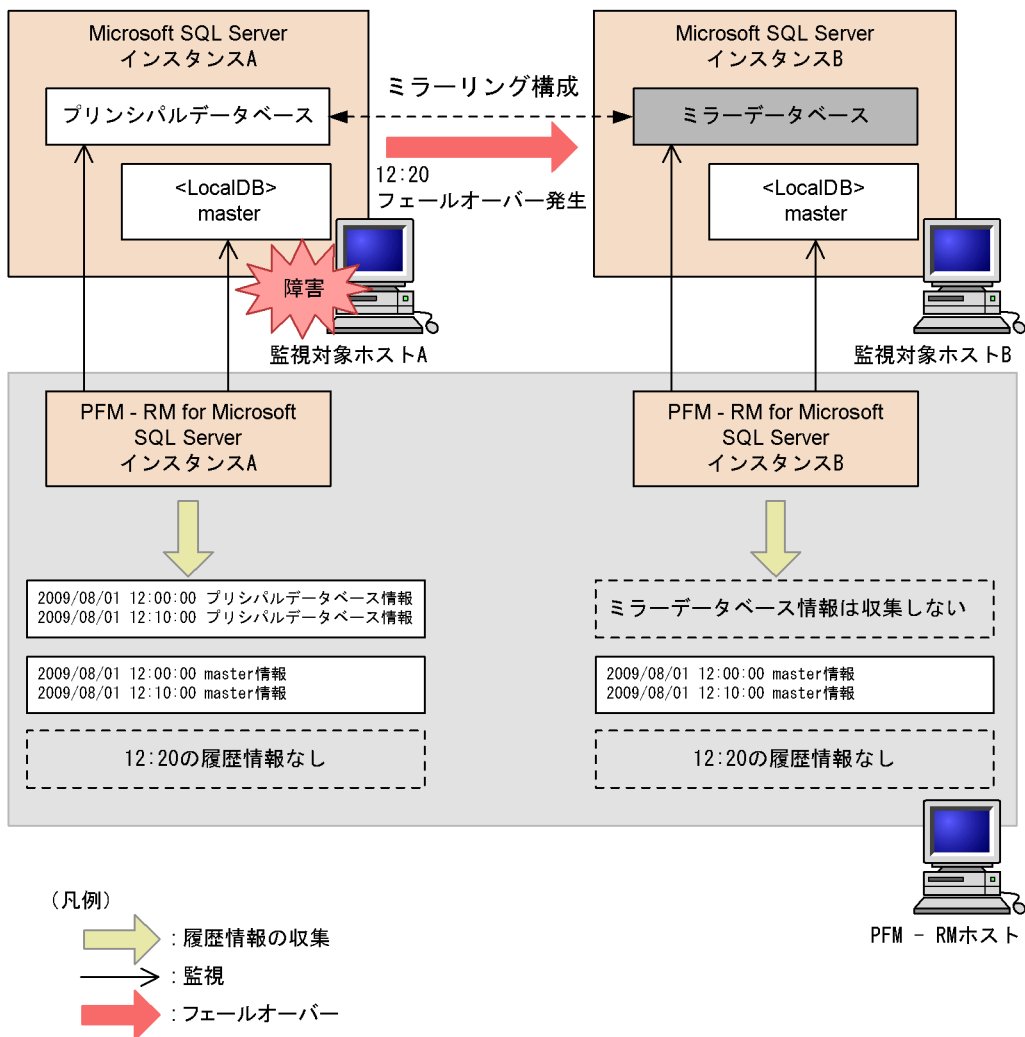 Microsoft SQL Server
インスタンスA
プリンシパルデータベース
<LocalDB>
master
障害
監視対象ホストA
ミラーリング構成
12:20
フェールオーバー発生
Microsoft SQL Server
インスタンスB
ミラーデータベース
<LocalDB>
master
監視対象ホストB
PFM - RM for Microsoft
SQL Server
インスタンスA
2009/08/01 12:00:00 プリシパルデータベース情報
2009/08/01 12:10:00 プリシパルデータベース情報
2009/08/01 12:00:00 master情報
2009/08/01 12:10:00 master情報
12:20の履歴情報なし
PFM - RM for Microsoft
SQL Server
インスタンスB
ミラーデータベース情報は収集しない
2009/08/01 12:00:00 master情報
2009/08/01 12:10:00 master情報
12:20の履歴情報なし
PFM - RMホスト
(凡例)
:履歴情報の収集
:監視
:フェールオーバー